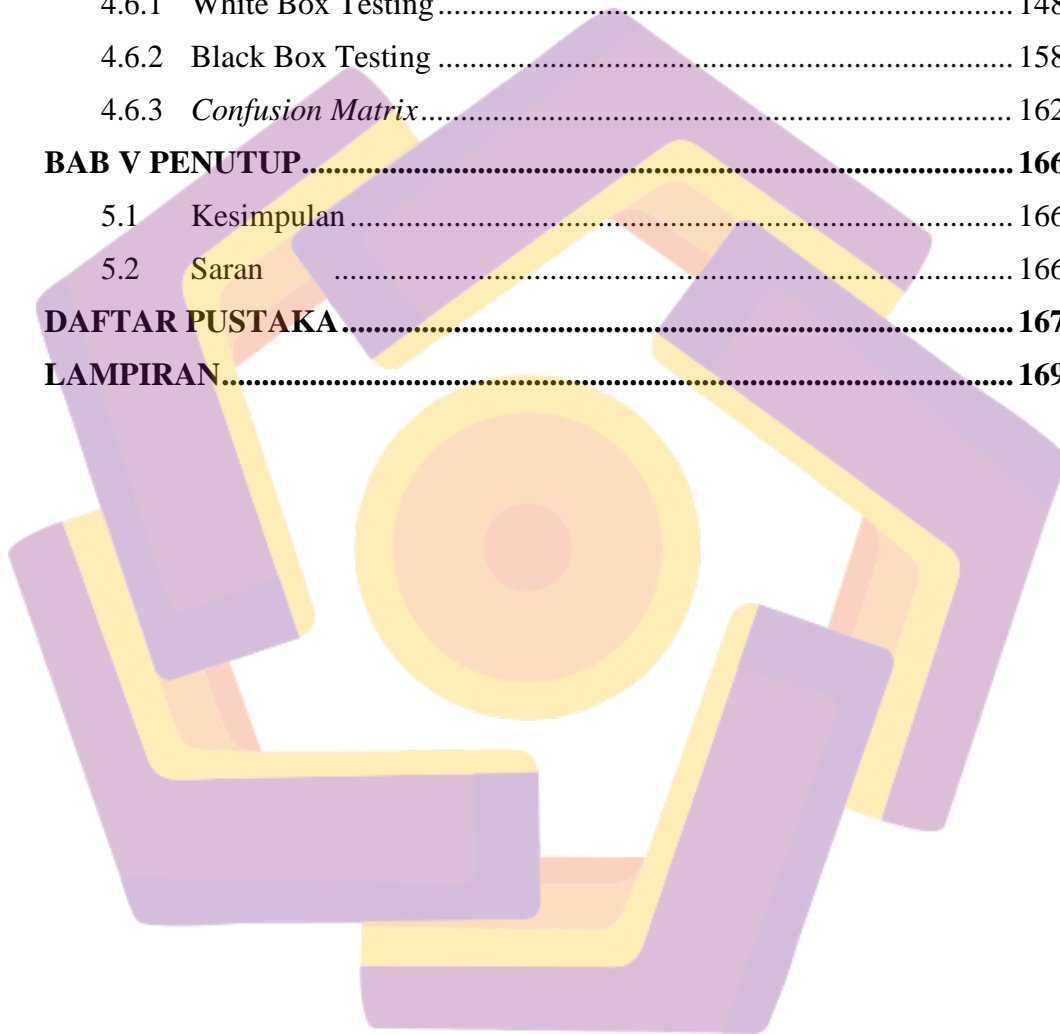 4.6.1 White Box Testing........................................................................ 148
4.6.2 Black Box Testing ........................................................................ 158
4.6.3 Confusion Matrix........................................................................ 162
BAB V PENUTUP........................................................................ 166
5.1 Kesimpulan ........................................................................ 166
5.2 Saran ........................................................................ 166
DAFTAR PUSTAKA........................................................................ 167
LAMPIRAN........................................................................ 169